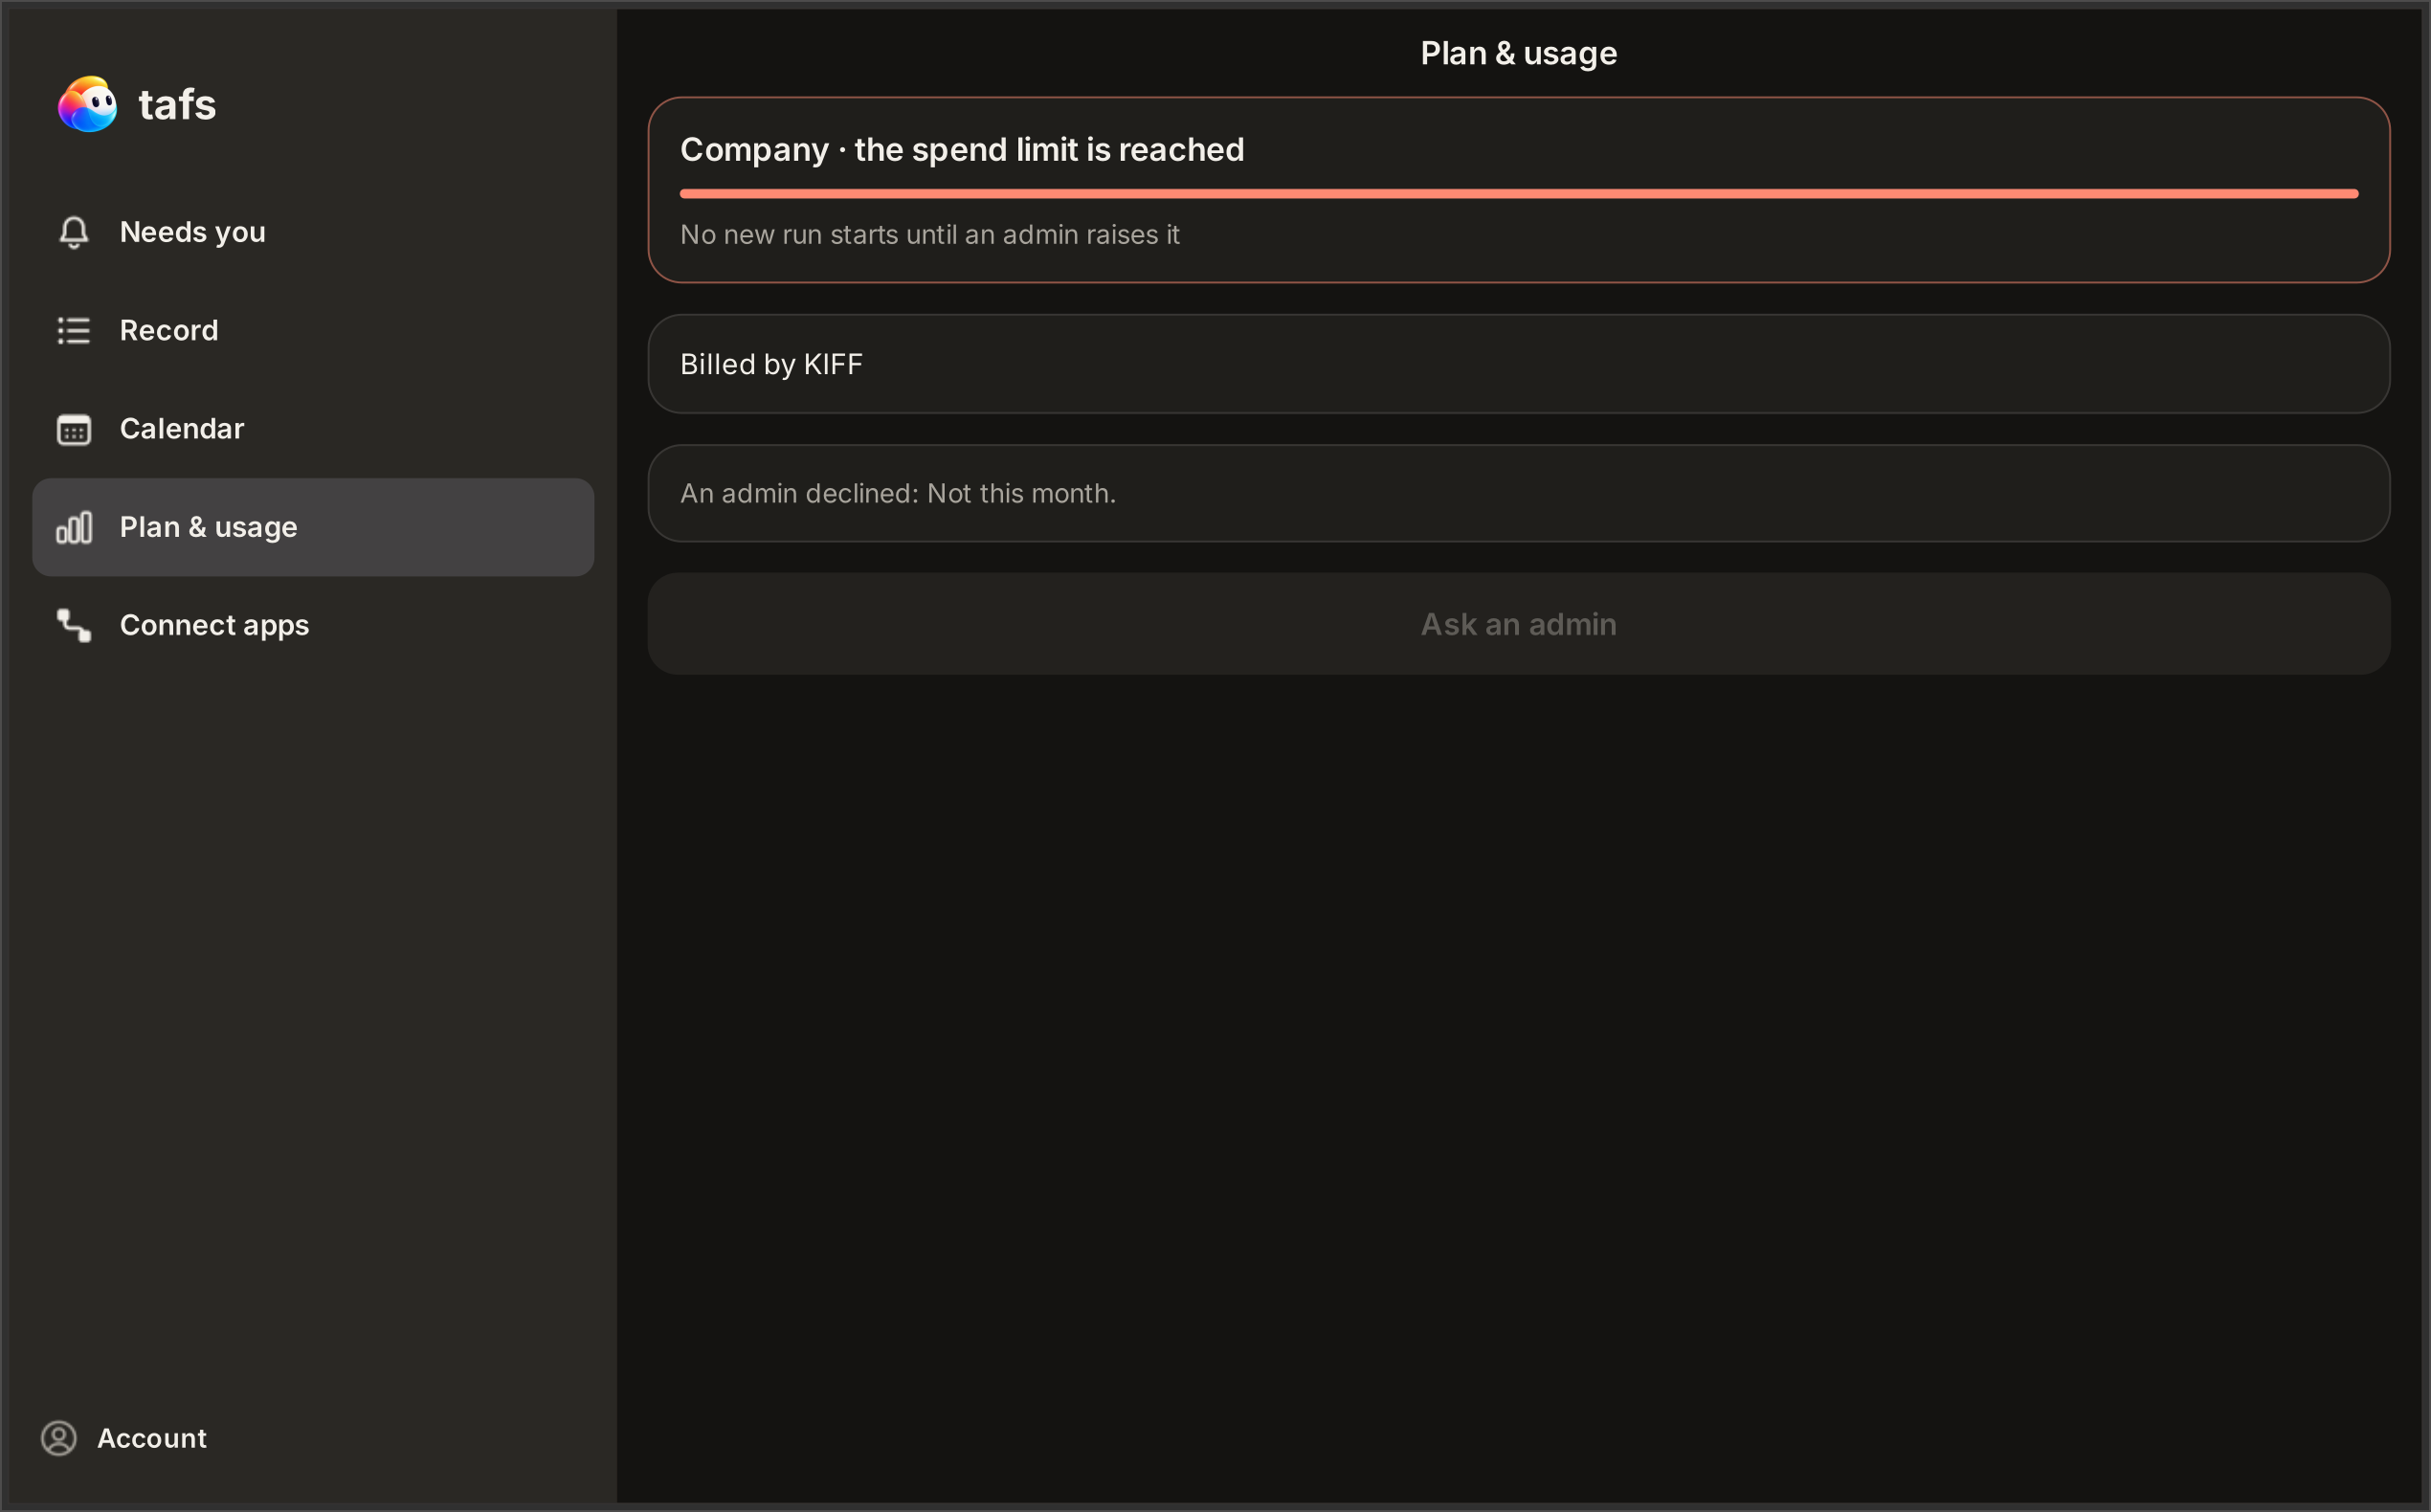 tafs
Needs you
Record
Calendar
Plan & usage
Connect apps
Account
Plan & usage
Company · the spend limit is reached
No new run starts until an admin raises it
Billed by KIFF
An admin declined: Not this month.
Ask an admin